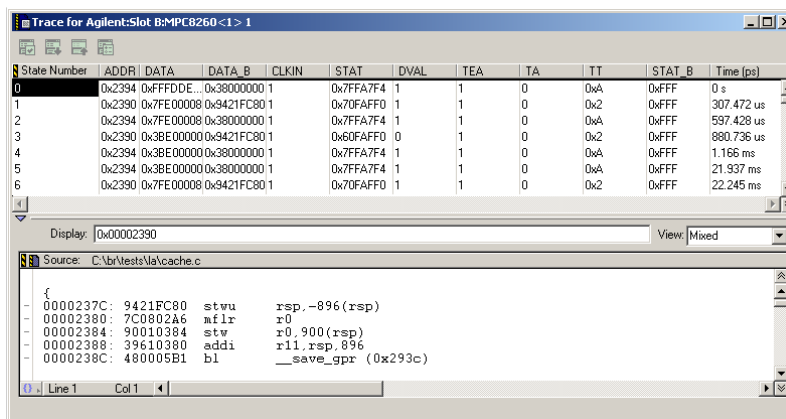 Trace for Agilent:Slot B:MPC8260<1> 1
State Number ADDR DATA DATA_B CLKIN STAT DVAL TEA TA TT STAT_B Time (ps)
0 0x2394 0xFFFDDE... 0x38000000 1 0x7FFA7F4 1 1 0 0xA 0xFFF 0 s
1 0x2390 0x7FE00008 0x9421FC80 1 0x70FAFF0 1 1 0 0x2 0xFFF 307.472 us
2 0x2394 0x7FE00008 0x38000000 1 0x7FFA7F4 1 1 0 0xA 0xFFF 597.428 us
3 0x2390 0x3BE00000 0x9421FC80 1 0x60FAFF0 0 1 0 0x2 0xFFF 880.736 us
4 0x2394 0x3BE00000 0x38000000 1 0x7FFA7F4 1 1 0 0xA 0xFFF 1.166 ms
5 0x2394 0x3BE00000 0x38000000 1 0x7FFA7F4 1 1 0 0xA 0xFFF 21.937 ms
6 0x2390 0x7FE00008 0x9421FC80 1 0x70FAFF0 1 1 0 0x2 0xFFF 22.245 ms
Display: 0x00002390 View: Mixed
Source: C:\br\tests\la\cache.c
{
0000237C: 9421FC80 stwu rsp,-896(rsp)
00002380: 7C0802A6 mflr r0
00002384: 90010384 stw r0,900(rsp)
00002388: 39610380 addi r11,rsp,896
0000238C: 480005B1 bl __save_gpr (0x293c)
{} Line 1 Col 1